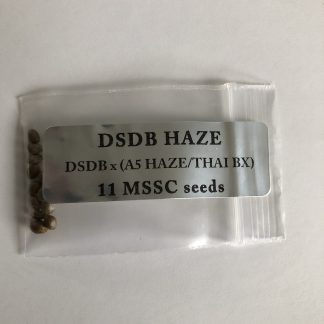 DSDB HAZE
DSDB x (A5 HAZE/THAI BX)
11 MSSC seeds